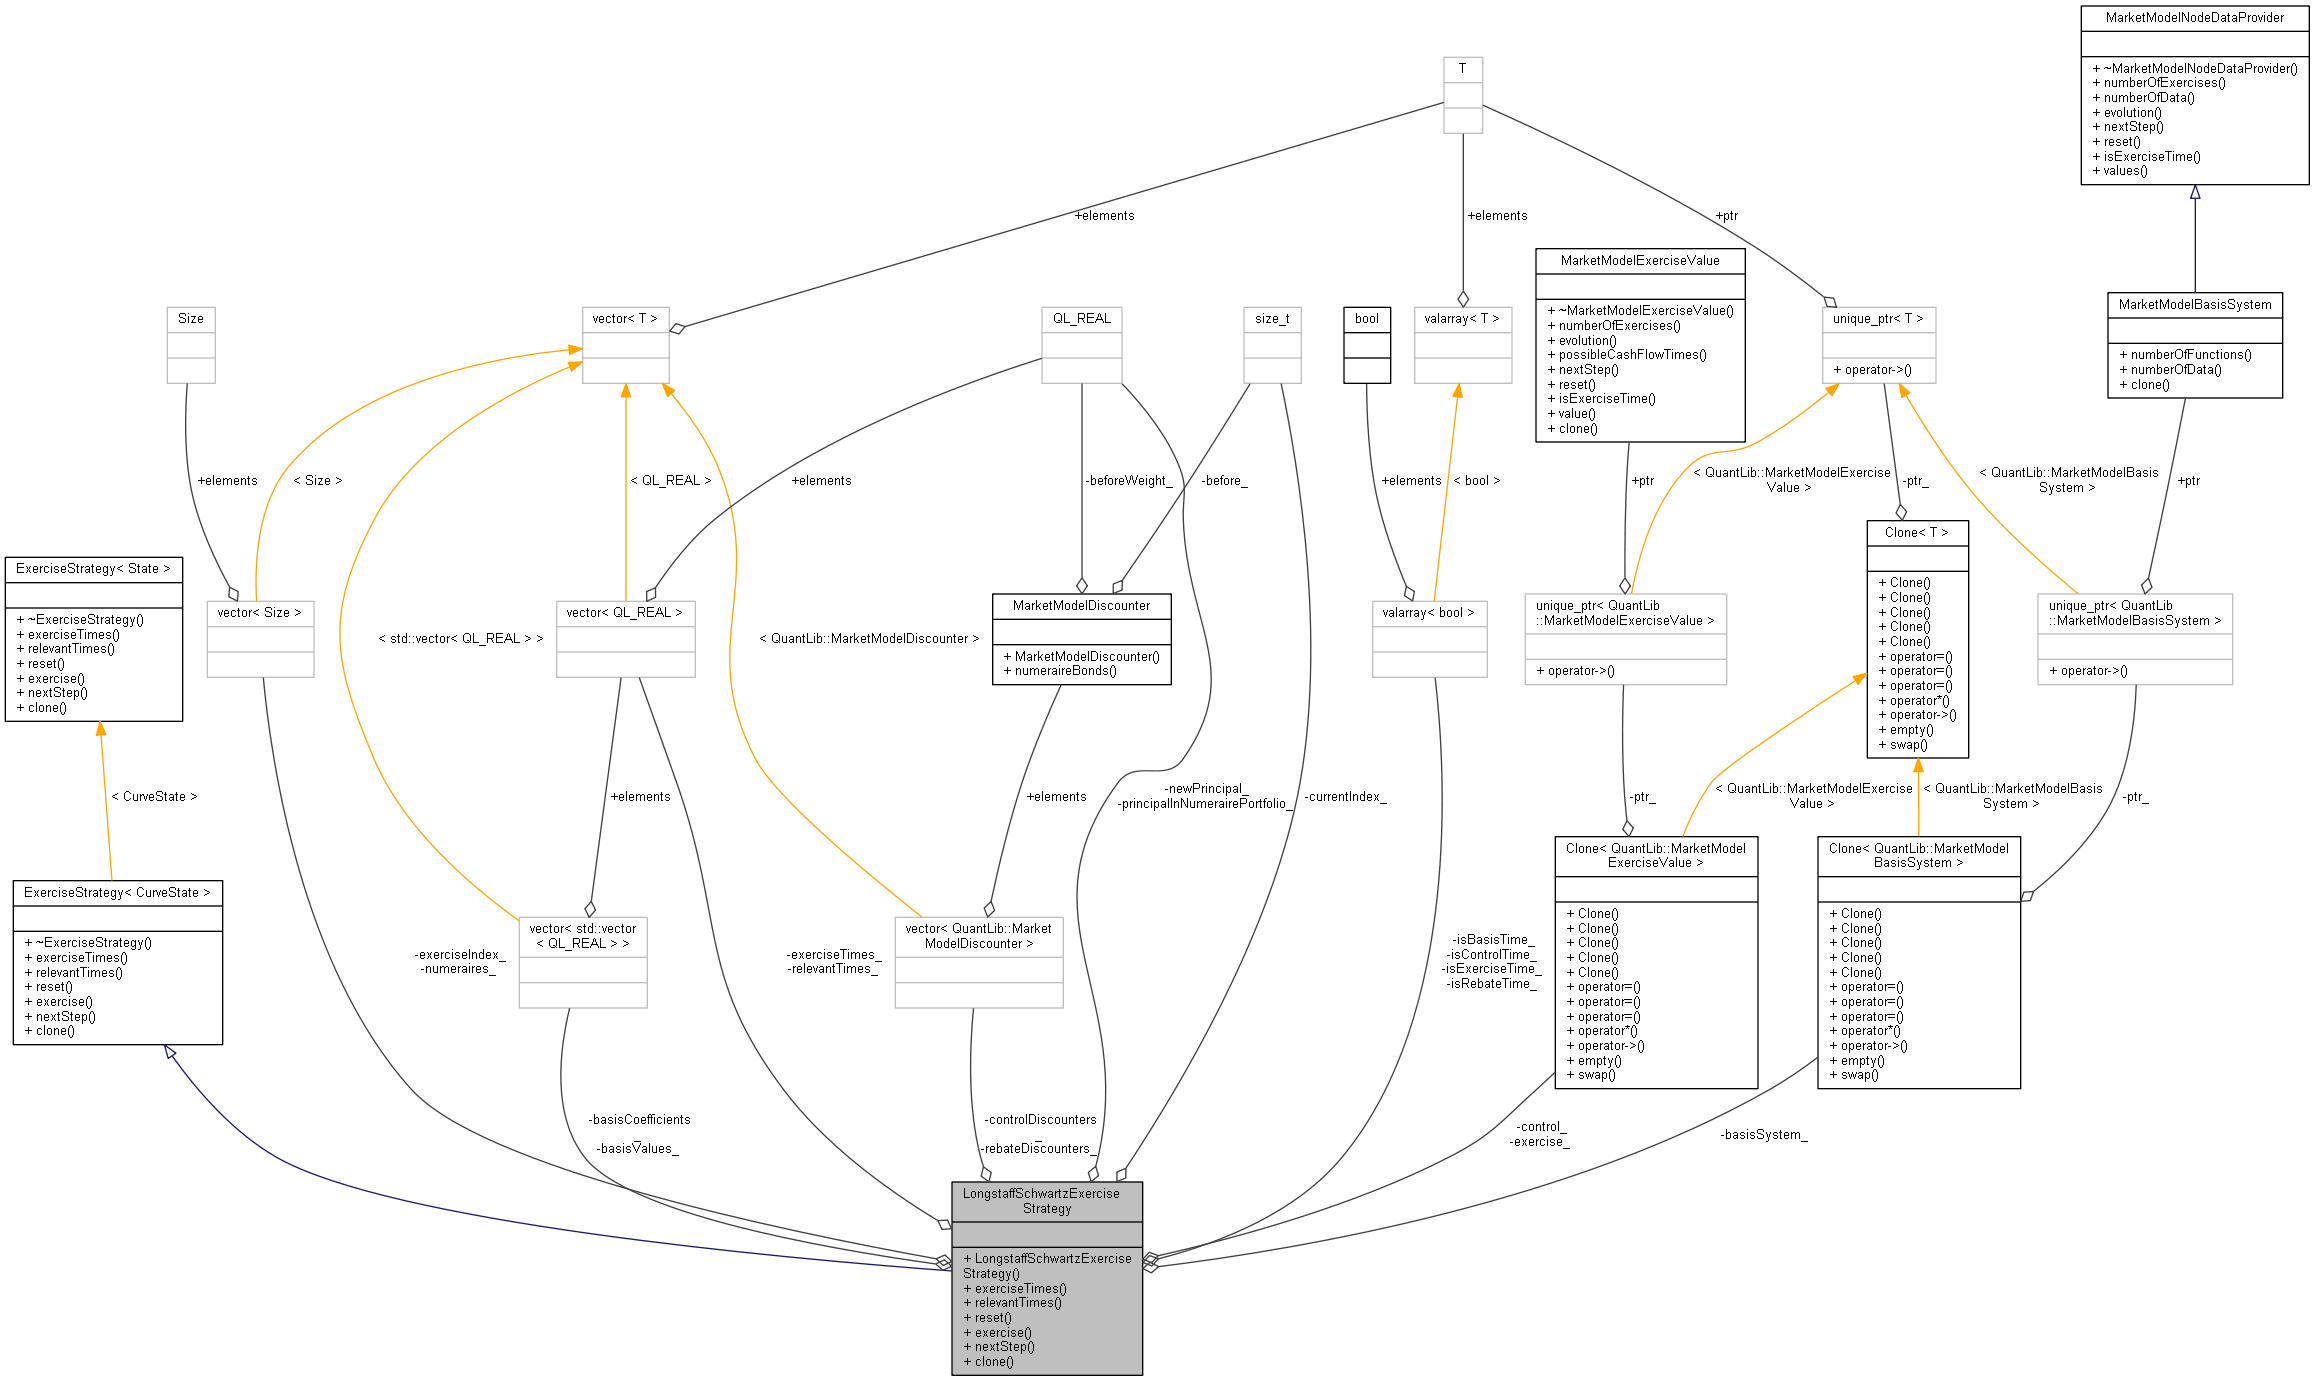 MarketModelNodeDataProvider
+ ~MarketModelNodeDataProvider()
+ numberOfExercises()
+ numberOfData()
+ evolution()
+ nextStep()
+ reset()
+ isExerciseTime()
+ values()
T
+elements
+elements
+ptr
MarketModelExerciseValue
+ ~MarketModelExerciseValue()
+ numberOfExercises()
+ evolution()
+ possibleCashFlowTimes()
+ nextStep()
+ reset()
+ isExerciseTime()
+ value()
+ clone()
MarketModelBasisSystem
+ numberOfFunctions()
+ numberOfData()
+ clone()
Size
vector< T >
QL_REAL
size_t
bool
valarray< T >
unique_ptr< T >
+ operator->()
+elements
< Size >
< QL_REAL >
+elements
-beforeWeight_
-before_
+elements
< bool >
+ptr
< QuantLib::MarketModelExercise
Value >
-ptr_
< QuantLib::MarketModelBasis
System >
+ptr
Clone< T >
+ Clone()
+ Clone()
+ Clone()
+ Clone()
+ Clone()
+ operator=()
+ operator=()
+ operator=()
+ operator*()
+ operator->()
+ empty()
+ swap()
ExerciseStrategy< State >
+ ~ExerciseStrategy()
+ exerciseTimes()
+ relevantTimes()
+ reset()
+ exercise()
+ nextStep()
+ clone()
vector< Size >
< std::vector< QL_REAL > >
vector< QL_REAL >
< QuantLib::MarketModelDiscounter >
MarketModelDiscounter
+ MarketModelDiscounter()
+ numeraireBonds()
valarray< bool >
unique_ptr< QuantLib
::MarketModelExerciseValue >
+ operator->()
unique_ptr< QuantLib
::MarketModelBasisSystem >
+ operator->()
< CurveState >
+elements
+elements
-newPrincipal_
-principalInNumerairePortfolio_
-currentIndex_
-ptr_
< QuantLib::MarketModelExercise
Value >
< QuantLib::MarketModelBasis
System >
-ptr_
ExerciseStrategy< CurveState >
+ ~ExerciseStrategy()
+ exerciseTimes()
+ relevantTimes()
+ reset()
+ exercise()
+ nextStep()
+ clone()
-exerciseIndex_
-numeraires_
vector< std::vector
< QL_REAL > >
-exerciseTimes_
-relevantTimes_
vector< QuantLib::Market
ModelDiscounter >
-isBasisTime_
-isControlTime_
-isExerciseTime_
-isRebateTime_
Clone< QuantLib::MarketModel
ExerciseValue >
+ Clone()
+ Clone()
+ Clone()
+ Clone()
+ Clone()
+ operator=()
+ operator=()
+ operator=()
+ operator*()
+ operator->()
+ empty()
+ swap()
Clone< QuantLib::MarketModel
BasisSystem >
+ Clone()
+ Clone()
+ Clone()
+ Clone()
+ Clone()
+ operator=()
+ operator=()
+ operator=()
+ operator*()
+ operator->()
+ empty()
+ swap()
-basisCoefficients
_
-basisValues_
-controlDiscounters
_
-rebateDiscounters_
-control_
-exercise_
-basisSystem_
LongstaffSchwartzExercise
Strategy
+ LongstaffSchwartzExercise
Strategy()
+ exerciseTimes()
+ relevantTimes()
+ reset()
+ exercise()
+ nextStep()
+ clone()